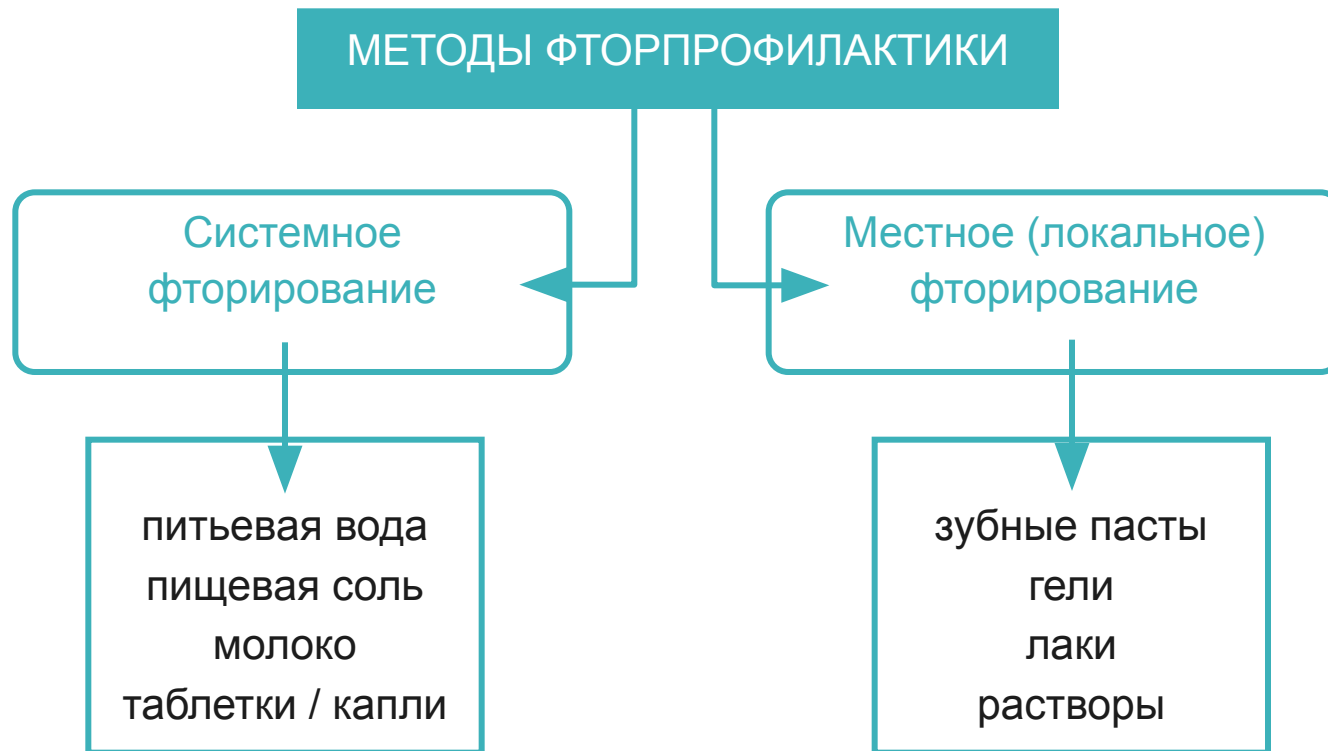 МЕТОДЫ ФТОРПРОФИЛАКТИКИ
Системное
фторирование
Местное (локальное)
фторирование
питьевая вода
пищевая соль
молоко
таблетки / капли
зубные пасты
гели
лаки
растворы